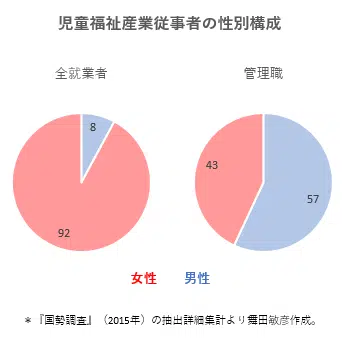 児童福祉産業従事者の性別構成
全就業者 管理職
8
92
43
57
女性 男性
＊『国勢調査』（2015年）の抽出詳細集計より舞田敏彦作成。